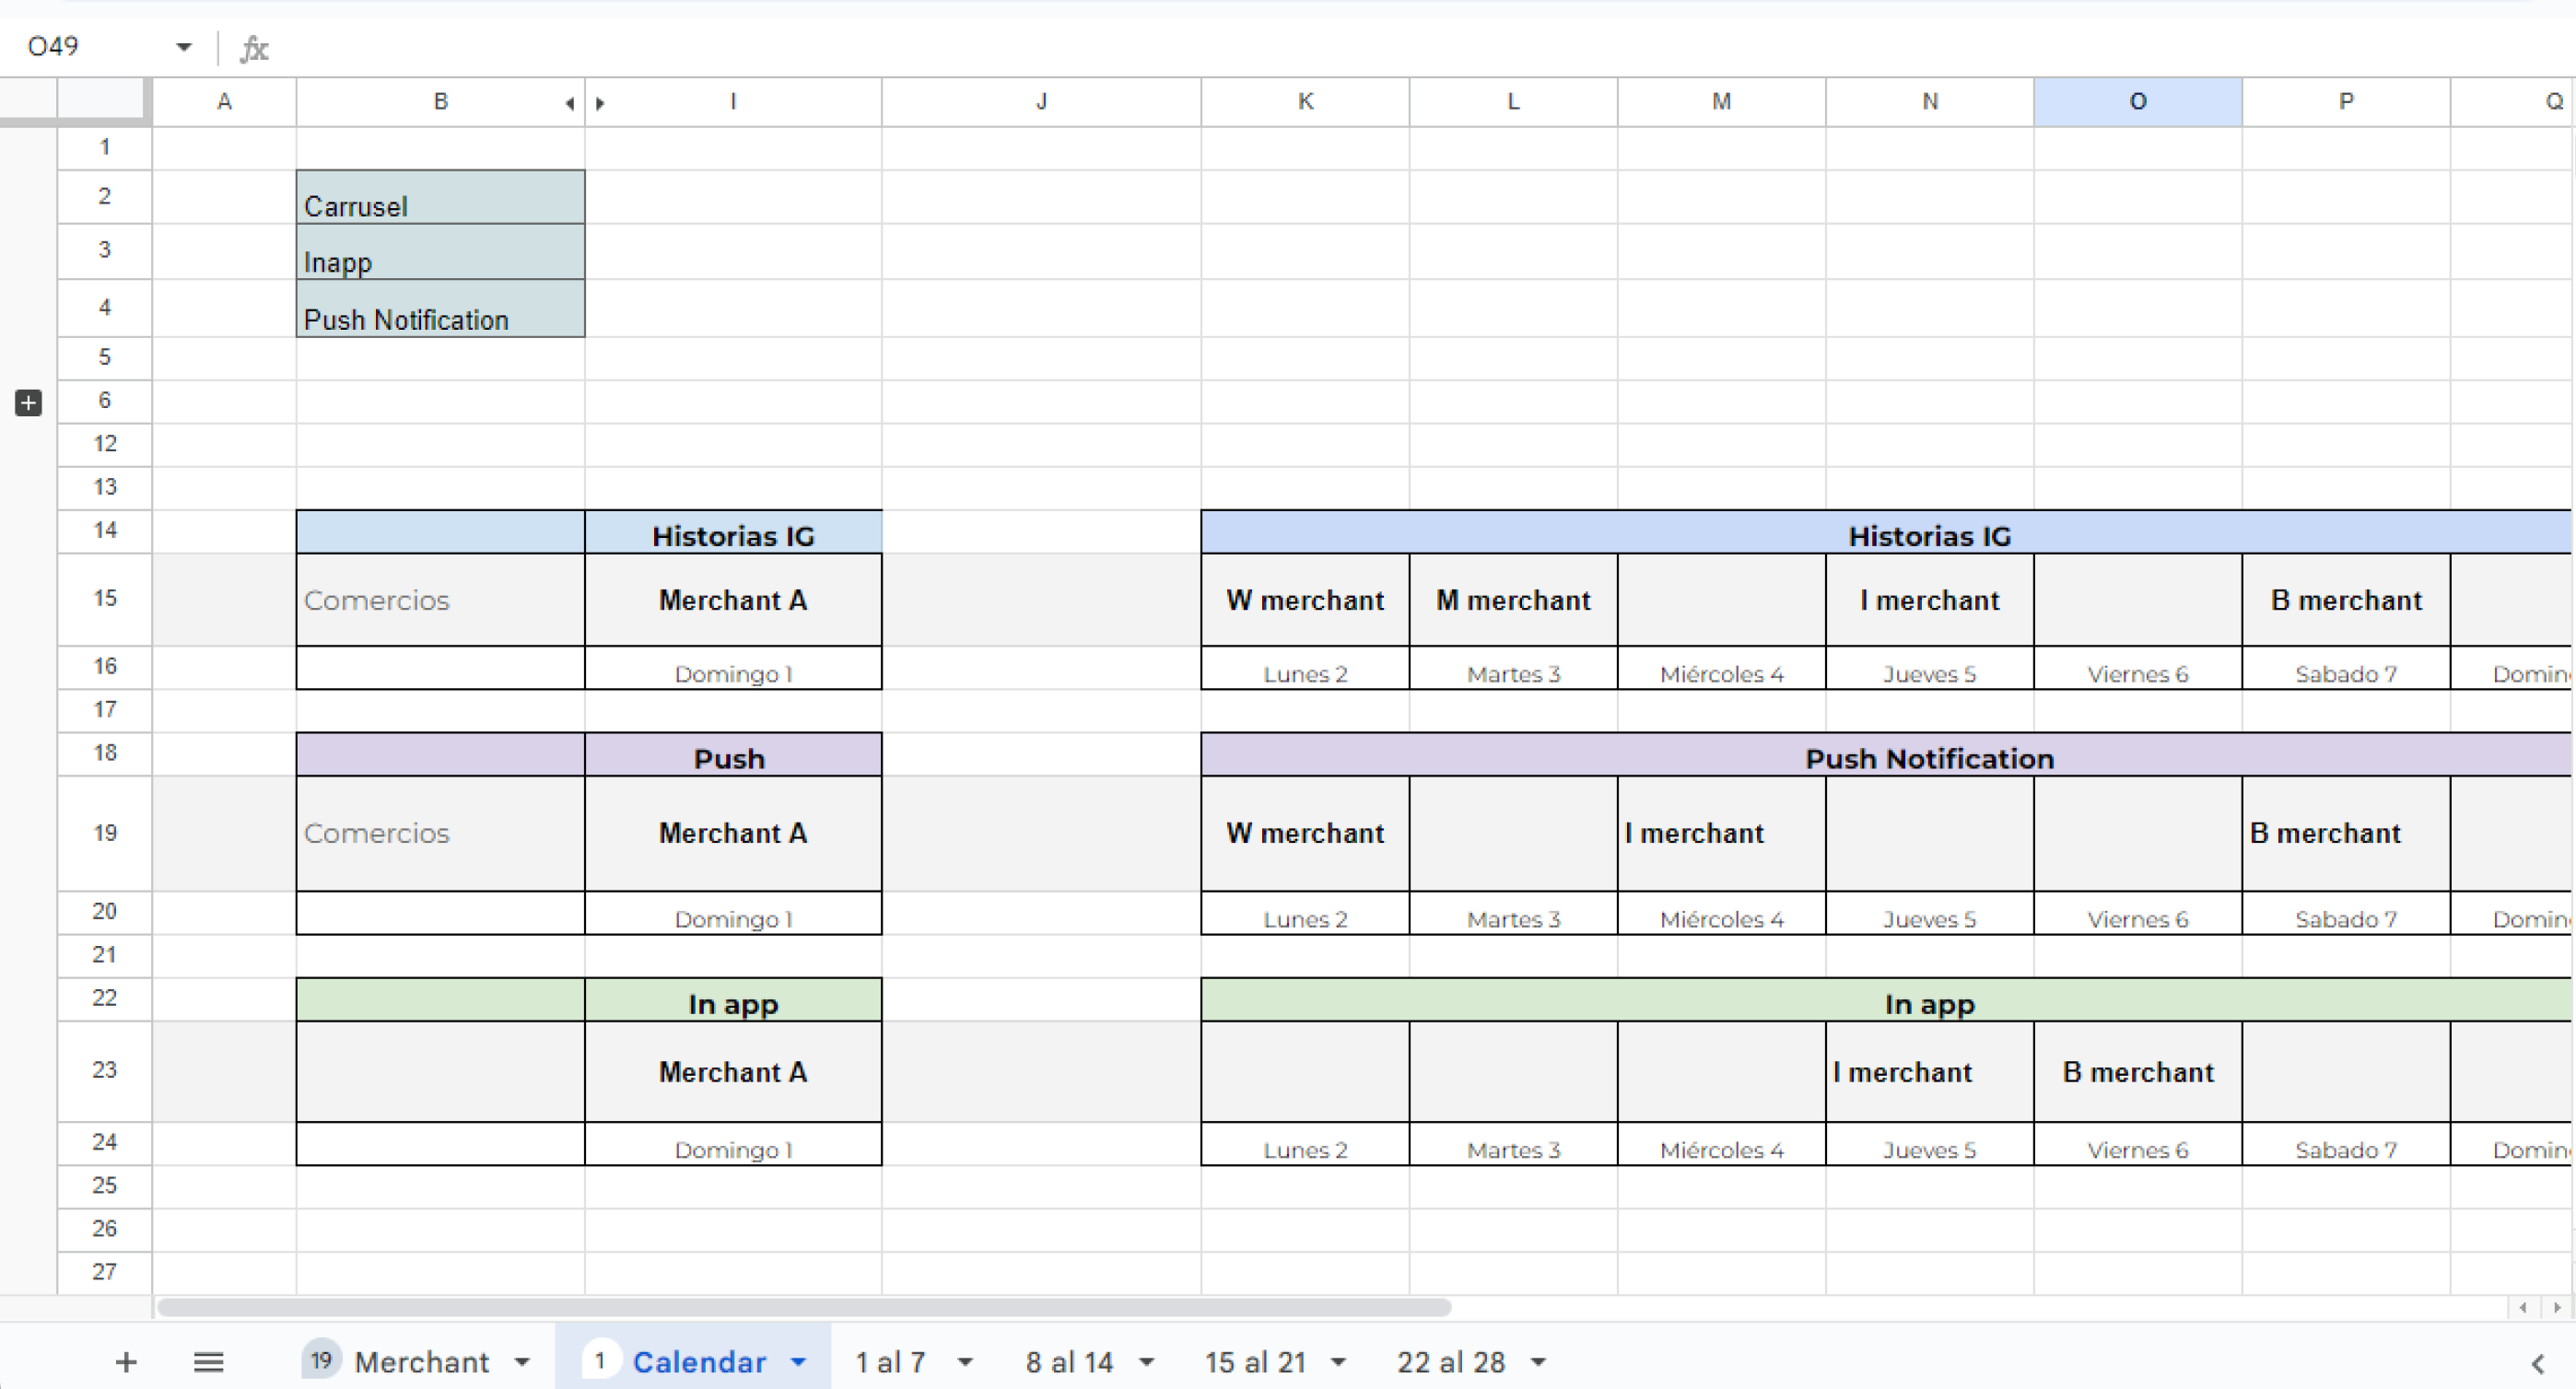 O49 fx
A B I J K L M N O P Q
1
2 Carrusel
3 Inapp
4 Push Notification
5
6
12
13
14 Historias IG Historias IG
15 Comercios Merchant A W merchant M merchant I merchant B merchant
16 Domingo 1 Lunes 2 Martes 3 Miércoles 4 Jueves 5 Viernes 6 Sabado 7 Domin
17
18 Push Push Notification
19 Comercios Merchant A W merchant I merchant B merchant
20 Domingo 1 Lunes 2 Martes 3 Miércoles 4 Jueves 5 Viernes 6 Sabado 7 Domin
21
22 In app In app
23 Merchant A I merchant B merchant
24 Domingo 1 Lunes 2 Martes 3 Miércoles 4 Jueves 5 Viernes 6 Sabado 7 Domin
25
26
27
19 Merchant 1 Calendar 1 al 7 8 al 14 15 al 21 22 al 28